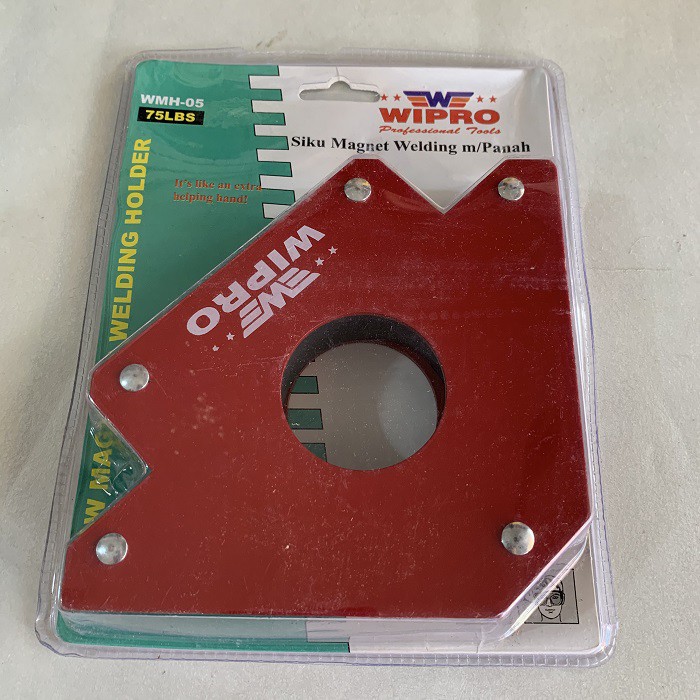 WMH-05
75LBS
WIPRO
Professional Tools
Siku Magnet Welding m/Panah
It's like an extra
helping hand!
WELDING HOLDER
WIPRO